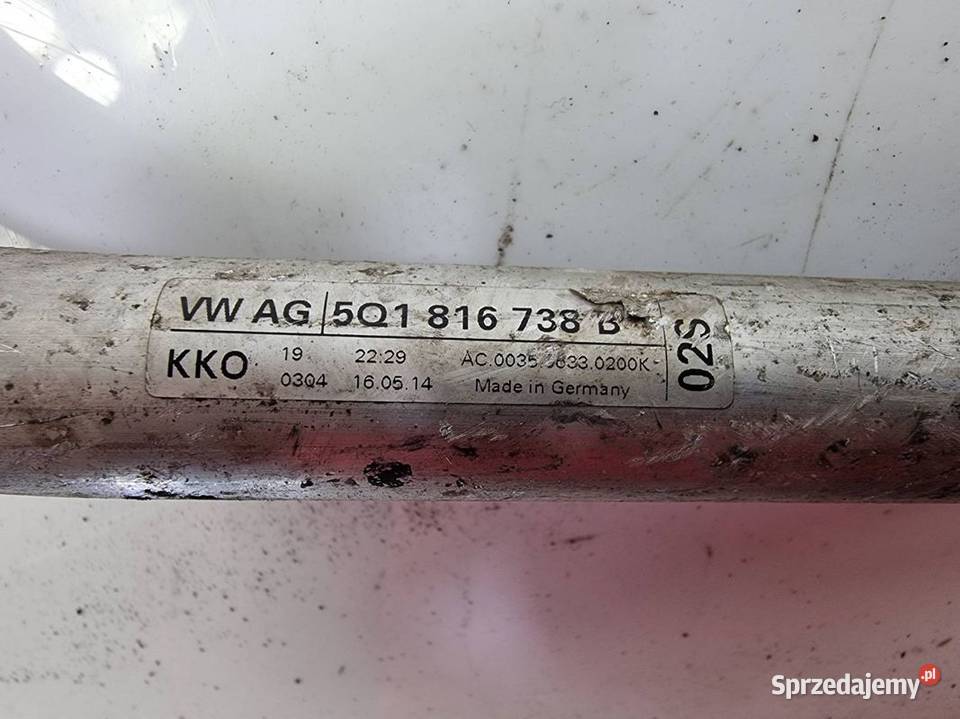 VW AG 5Q1 816 738 B
KKO 19 22:29
0304 16.05.14 Made in Germany
02S
Sprzedajemy.pl